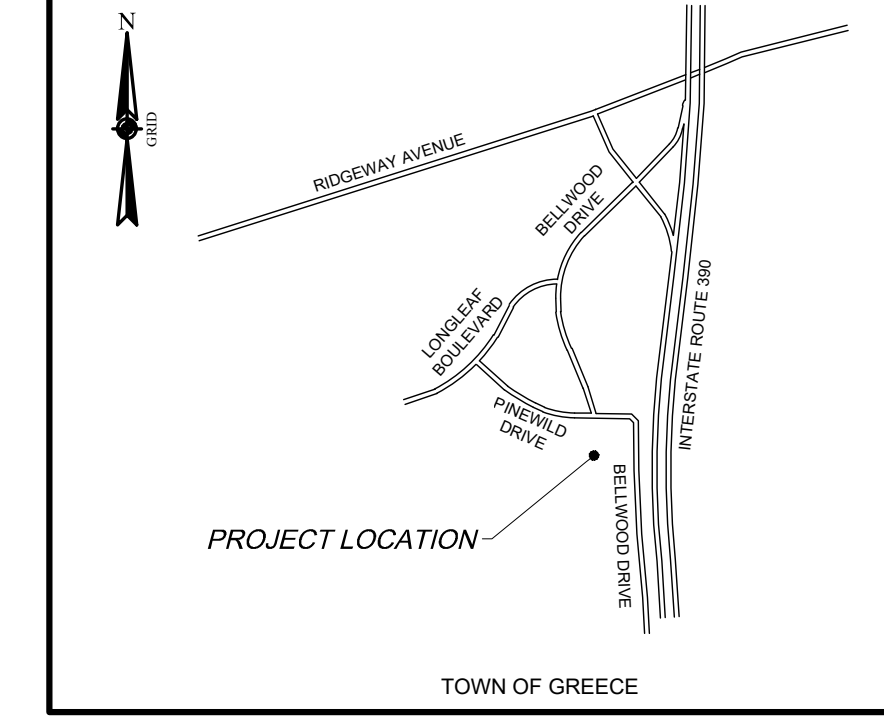 N
GRID
RIDGEWAY AVENUE
BELLWOOD
DRIVE
LONGLEAF
BOULEVARD
INTERSTATE ROUTE 390
PINEWILD
DRIVE
BELLWOOD DRIVE
PROJECT LOCATION
TOWN OF GREECE